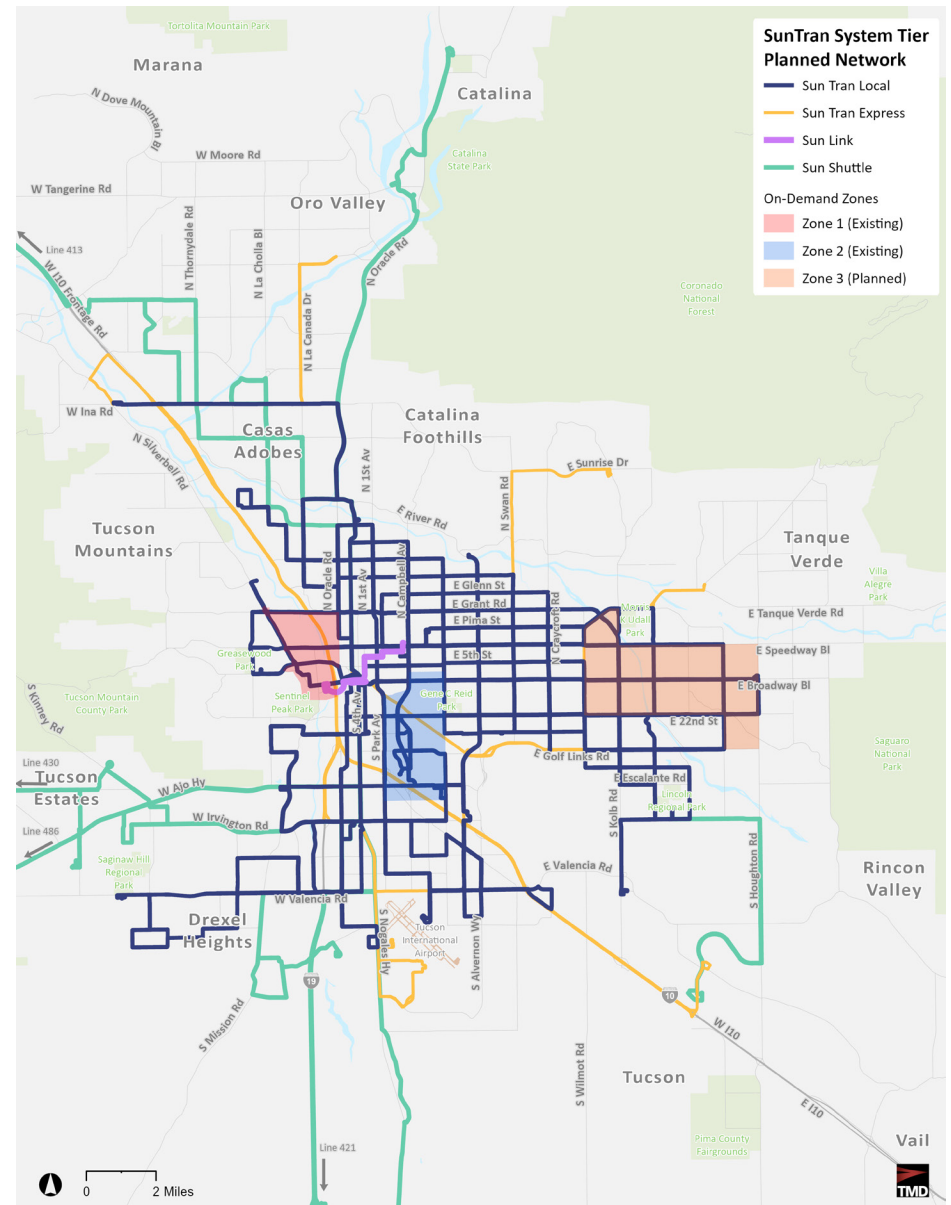 SunTran System Tier
Planned Network
Sun Tran Local
Sun Tran Express
Sun Link
Sun Shuttle
On-Demand Zones
Zone 1 (Existing)
Zone 2 (Existing)
Zone 3 (Planned)
Tortolita Mountain Park
Marana
Catalina
N Dove Mountain Bl
W Moore Rd
Catalina
State Park
W Tangerine Rd
Oro Valley
N Thornydale Rd
N La Cholla Bl
Line 413
N Oracle Rd
W I10 Frontage Rd
Coronado
National
Forest
N La Canada Dr
W Ina Rd
Catalina
Foothills
Casas
Adobes
N Silverbell Rd
N 1St Av
E Sunrise Dr
N Swan Rd
E River Rd
Tucson
Mountains
Tanque
Verde
N Oracle Rd
N 1st Av
N Campbell Av
E Glenn St
E Grant Rd
E Pima St
E 5th St
N Craycroft Rd
Morris
K Udall
Park
Villa
Alegre
Park
E Tanque Verde Rd
E Speedway Bl
E Broadway Bl
E 22nd St
Greasewood
Park
Sentinel
Peak Park
Gene C Reid
Park
S Kinney Rd
Tucson Mountain
County Park
S 4th Av
S Park Av
E Golf Links Rd
Saguaro
National
Park
Line 430
Tucson
Estates
W Ajo Hy
E Escalante Rd
Lincoln
Regional Park
Line 486
W Irvington Rd
S Kolb Rd
S Houghton Rd
Saginaw Hill
Regional
Park
E Valencia Rd
Rincon
Valley
W Valencia Rd
Drexel
Heights
S Nogales Hy
Tucson
International
Airport
S Alvernon Wy
19
10
S Mission Rd
W I10
S Wilmot Rd
Tucson
E I10
Pima County
Fairgrounds
Vail
Line 421
0 2 Miles
TMD